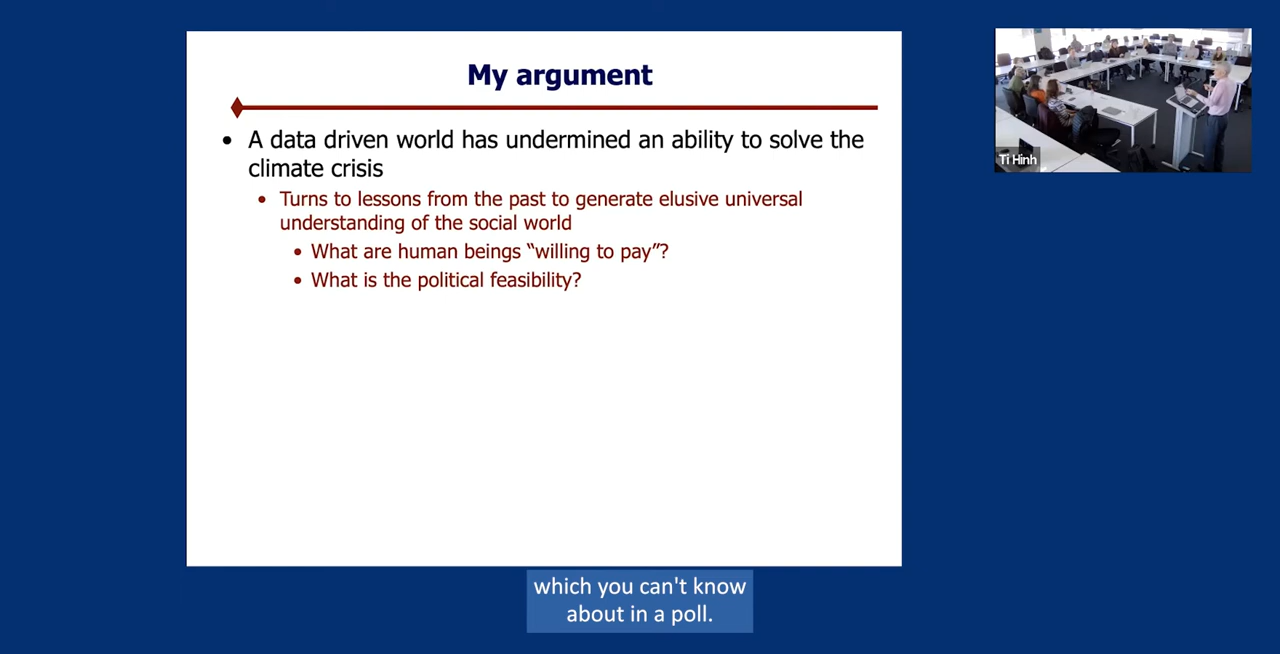 My argument
• A data driven world has undermined an ability to solve the
climate crisis
• Turns to lessons from the past to generate elusive universal
understanding of the social world
• What are human beings “willing to pay”?
• What is the political feasibility?
Ti Hinh
which you can't know
about in a poll.